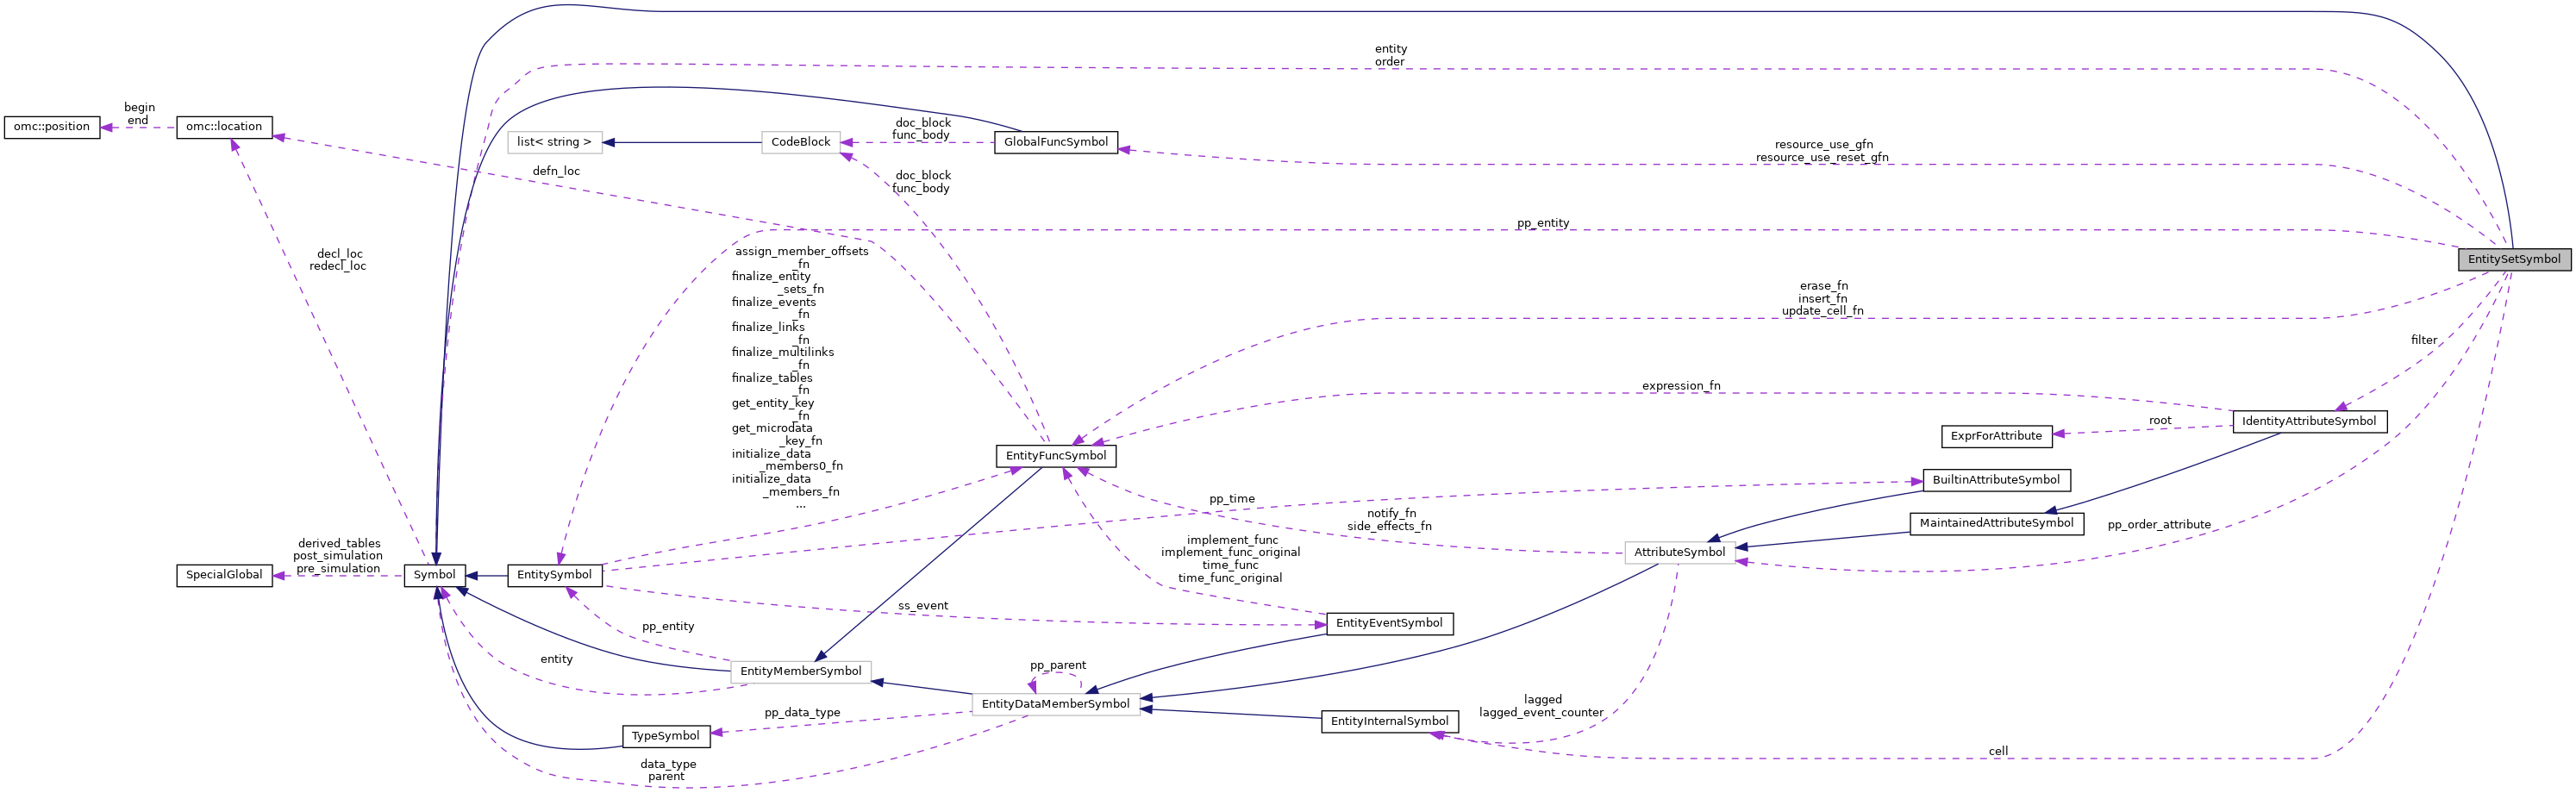 entity
order
begin
end
omc::position
omc::location
list< string >
CodeBlock
doc_block
func_body
GlobalFuncSymbol
resource_use_gfn
resource_use_reset_gfn
defn_loc
doc_block
func_body
pp_entity
decl_loc
redecl_loc
assign_member_offsets
_fn
finalize_entity
_sets_fn
finalize_events
_fn
finalize_links
_fn
finalize_multilinks
_fn
finalize_tables
_fn
get_entity_key
_fn
get_microdata
_key_fn
initialize_data
_members0_fn
initialize_data
_members_fn
...
EntitySetSymbol
erase_fn
insert_fn
update_cell_fn
filter
expression_fn
IdentityAttributeSymbol
root
ExprForAttribute
EntityFuncSymbol
BuiltinAttributeSymbol
pp_time
notify_fn
side_effects_fn
MaintainedAttributeSymbol
pp_order_attribute
AttributeSymbol
implement_func
implement_func_original
time_func
time_func_original
derived_tables
post_simulation
pre_simulation
SpecialGlobal
Symbol
EntitySymbol
ss_event
EntityEventSymbol
pp_entity
entity
EntityMemberSymbol
pp_parent
EntityDataMemberSymbol
lagged
lagged_event_counter
pp_data_type
TypeSymbol
EntityInternalSymbol
cell
data_type
parent